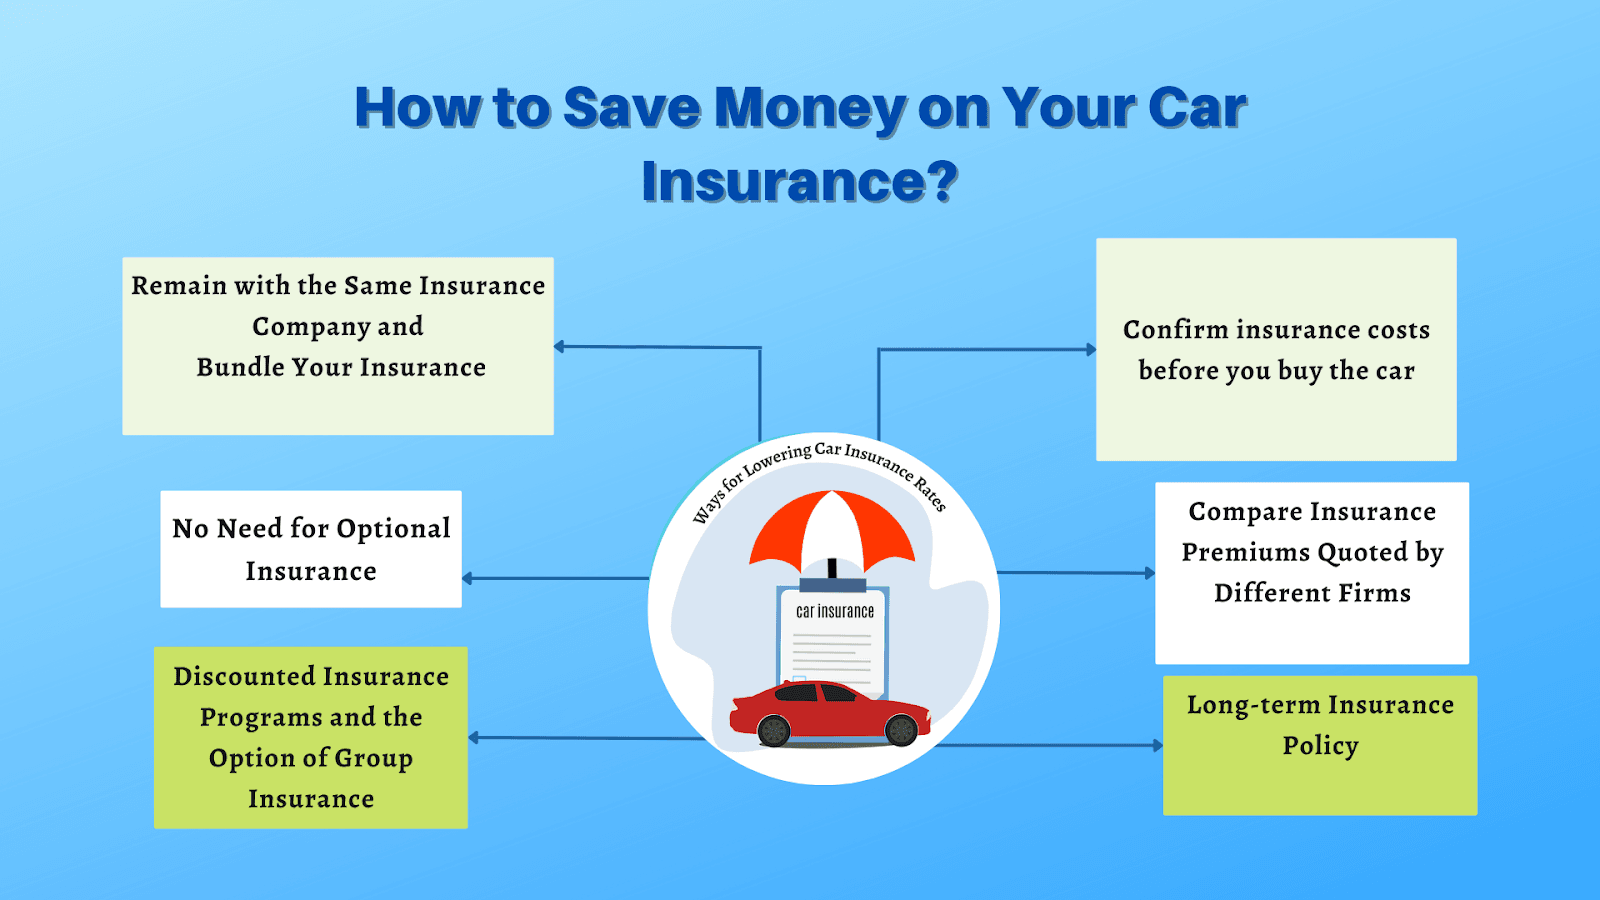 How to Save Money on Your Car
Insurance?
Remain with the Same Insurance
Company and
Bundle Your Insurance
Confirm insurance costs
before you buy the car
Ways for Lowering Car Insurance Rates
No Need for Optional
Insurance
car insurance
Compare Insurance
Premiums Quoted by
Different Firms
Discounted Insurance
Programs and the
Option of Group
Insurance
Long-term Insurance
Policy